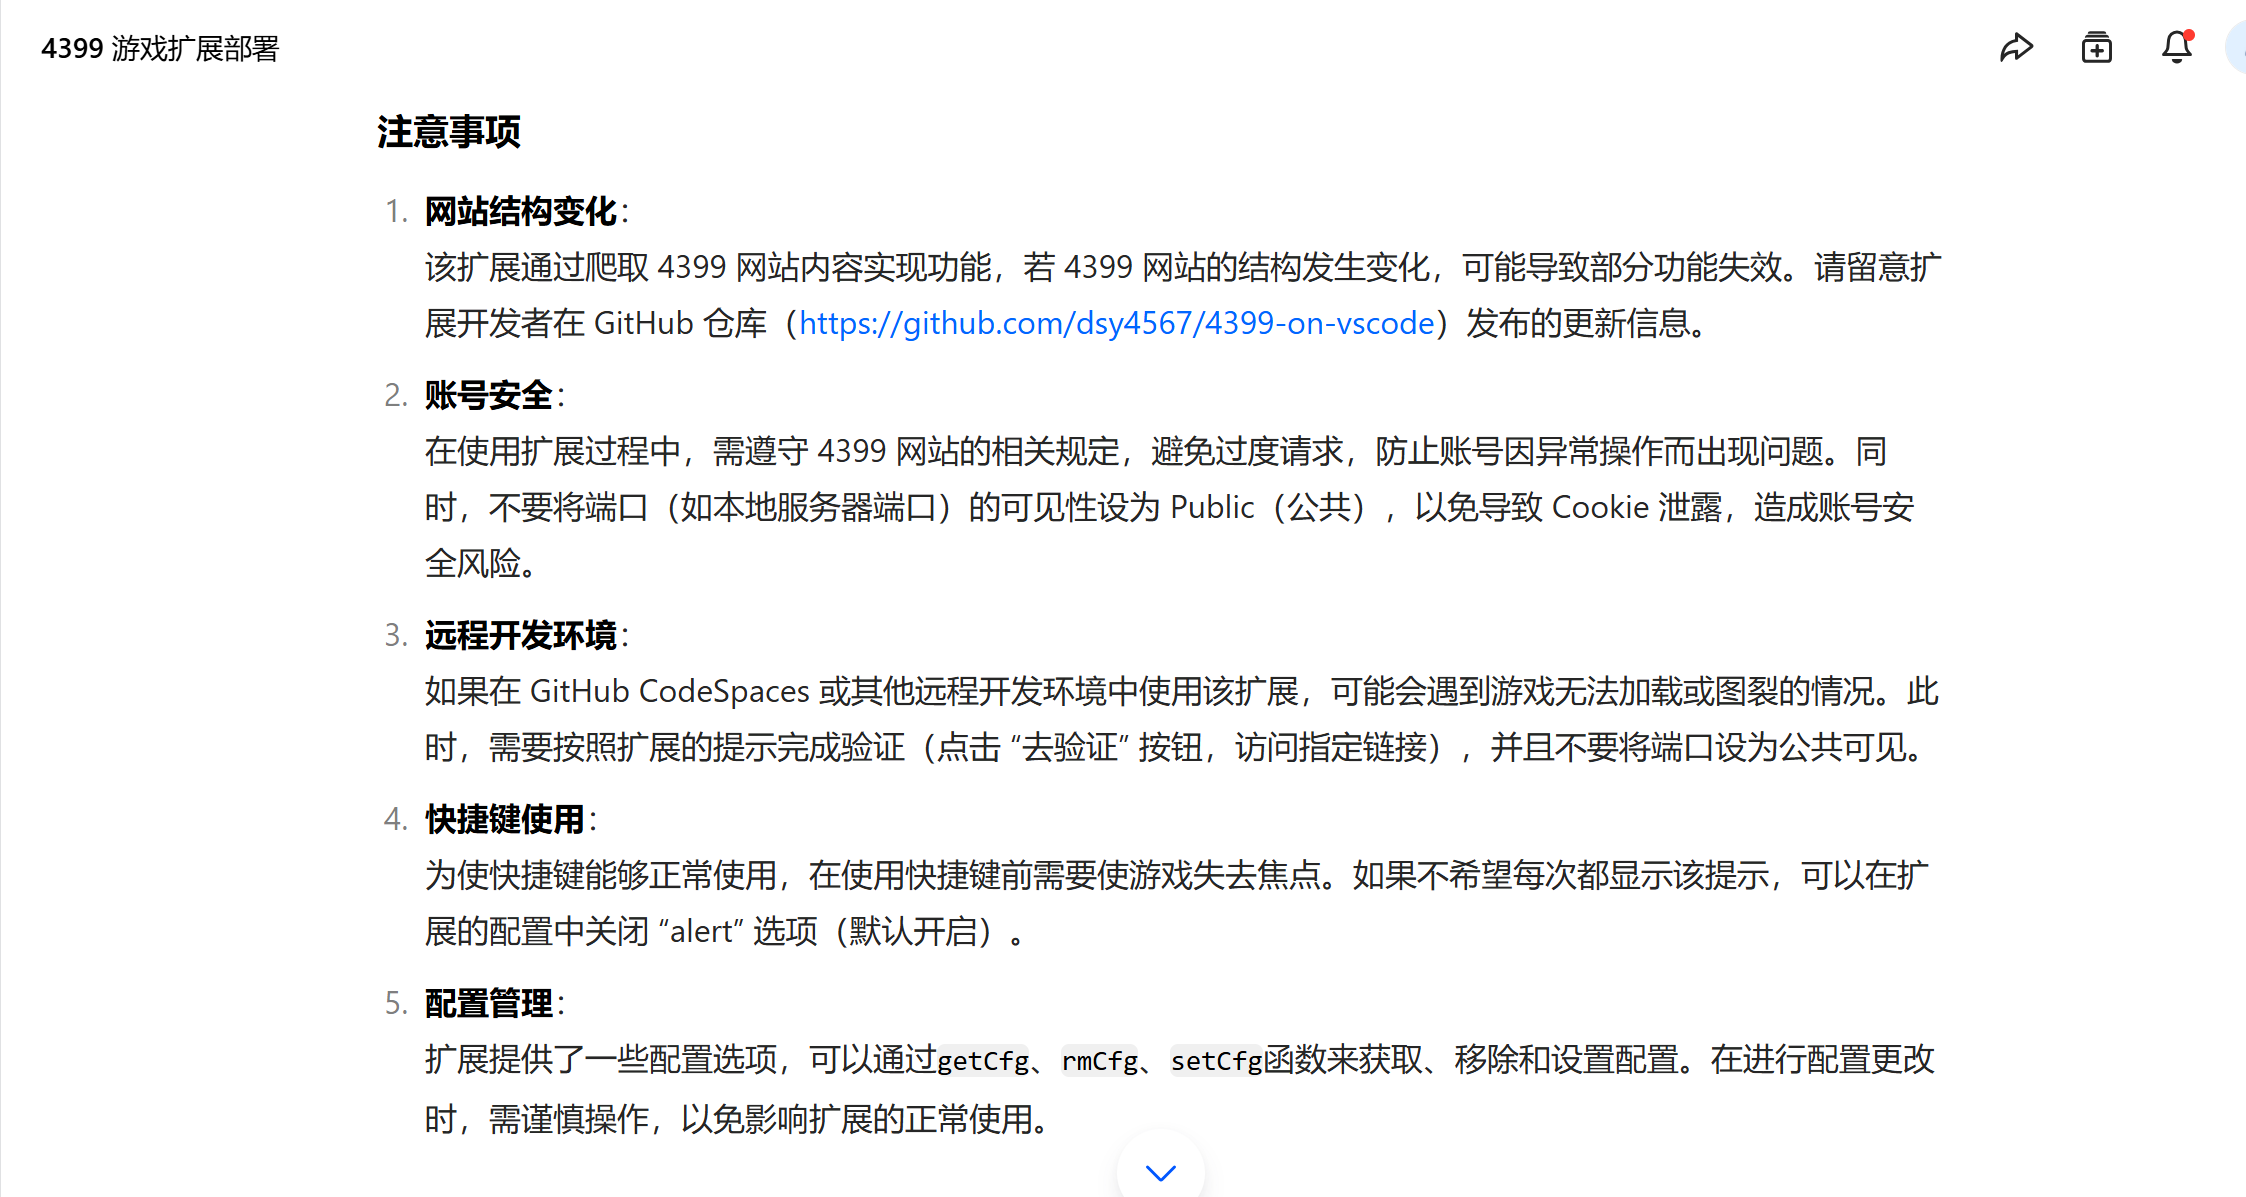 4399 游戏扩展部署
注意事项
1. 网站结构变化：
该扩展通过爬取 4399 网站内容实现功能，若 4399 网站的结构发生变化，可能导致部分功能失效。请留意扩
展开发者在 GitHub 仓库（https://github.com/dsy4567/4399-on-vscode）发布的更新信息。
2. 账号安全：
在使用扩展过程中，需遵守 4399 网站的相关规定，避免过度请求，防止账号因异常操作而出现问题。同
时，不要将端口（如本地服务器端口）的可见性设为 Public（公共），以免导致 Cookie 泄露，造成账号安
全风险。
3. 远程开发环境：
如果在 GitHub CodeSpaces 或其他远程开发环境中使用该扩展，可能会遇到游戏无法加载或图裂的情况。此
时，需要按照扩展的提示完成验证（点击 “去验证” 按钮，访问指定链接），并且不要将端口设为公共可见。
4. 快捷键使用：
为使快捷键能够正常使用，在使用快捷键前需要使游戏失去焦点。如果不希望每次都显示该提示，可以在扩
展的配置中关闭 “alert” 选项（默认开启）。
5. 配置管理：
扩展提供了一些配置选项，可以通过getCfg、rmCfg、setCfg函数来获取、移除和设置配置。在进行配置更改
时，需谨慎操作，以免影响扩展的正常使用。